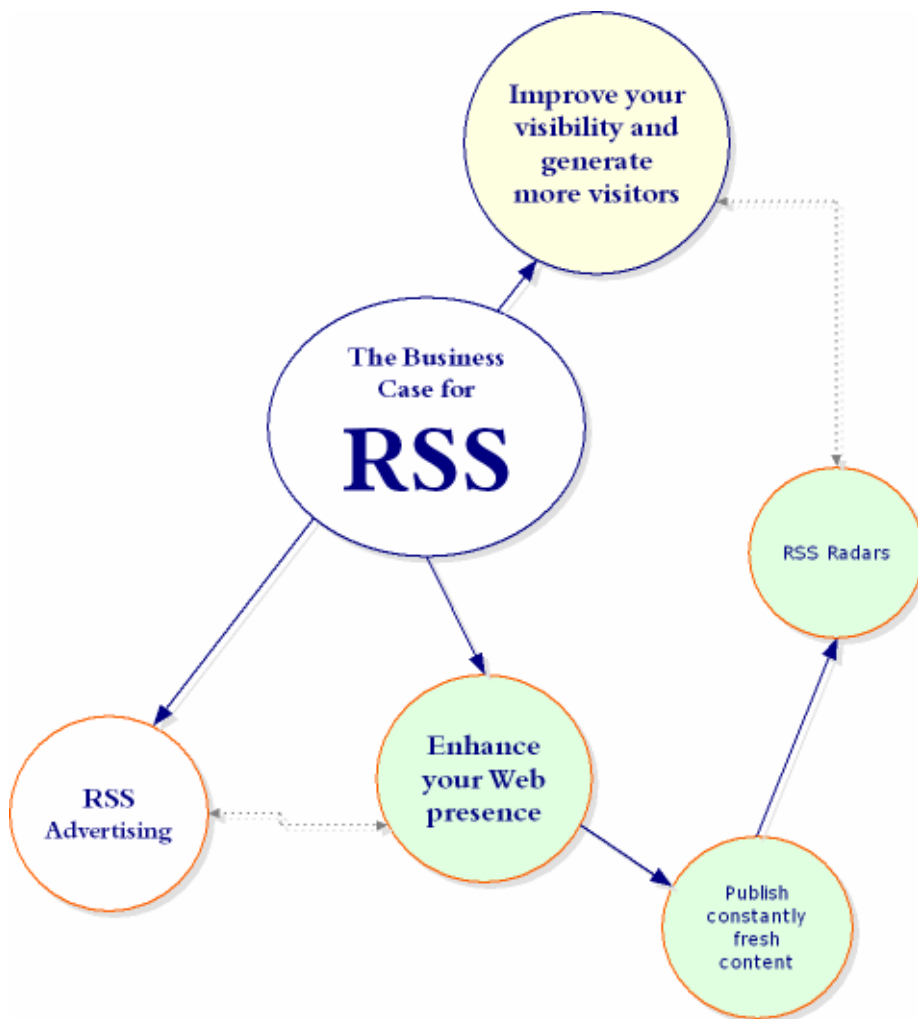 Improve your
visibility and
generate
more visitors
The Business
Case for
RSS
RSS Radars
Enhance
your Web
presence
RSS
Advertising
Publish
constantly
fresh
content